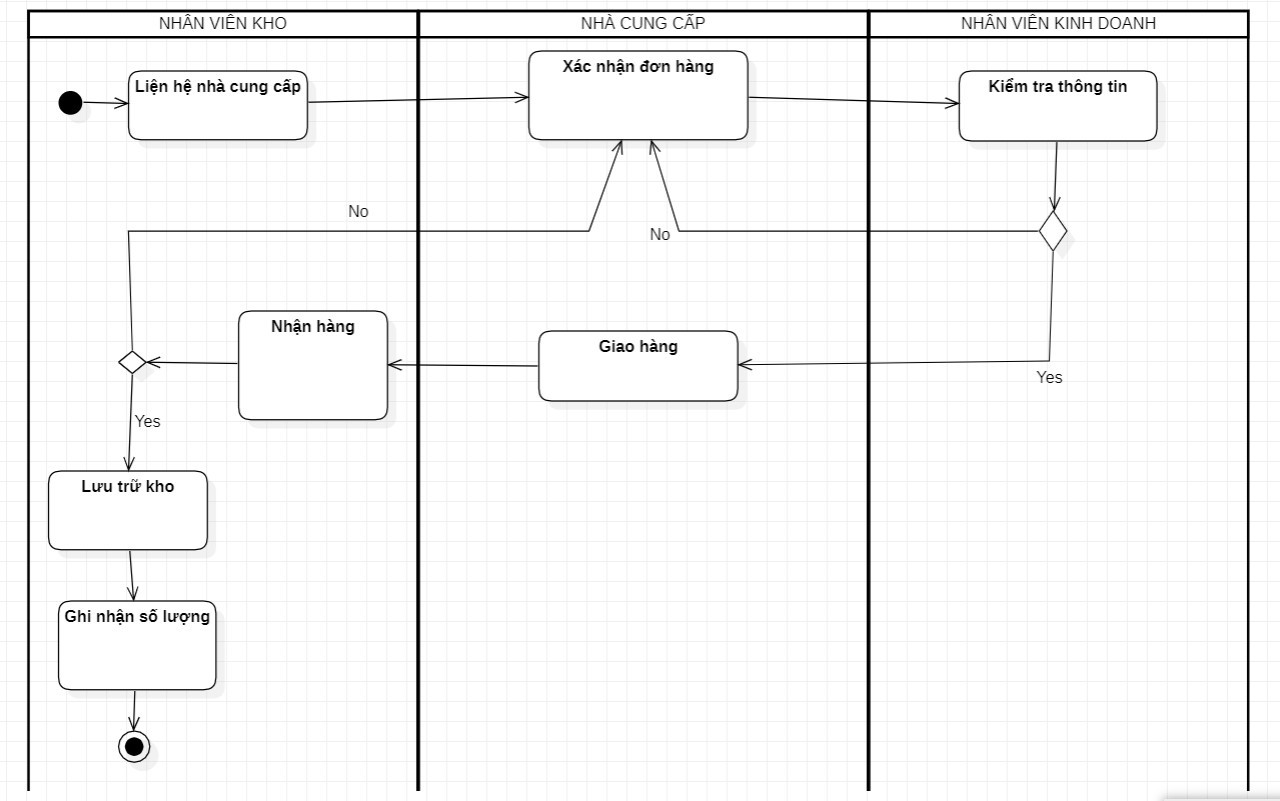 NHÂN VIÊN KHO
NHÀ CUNG CẤP
NHÂN VIÊN KINH DOANH
Liện hệ nhà cung cấp
Xác nhận đơn hàng
Kiểm tra thông tin
No
No
Nhận hàng
Giao hàng
Yes
Yes
Lưu trữ kho
Ghi nhận số lượng